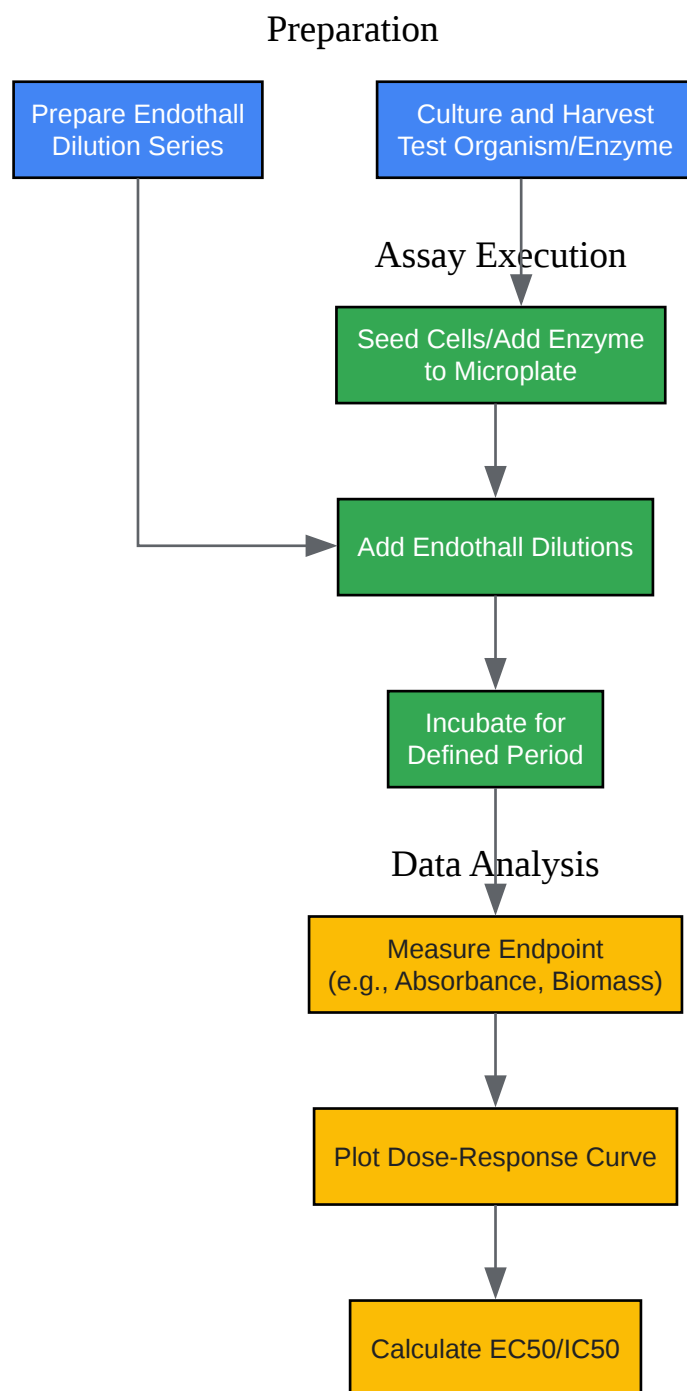 Preparation
Prepare Endothall
Dilution Series
Culture and Harvest
Test Organism/Enzyme
Assay Execution
Seed Cells/Add Enzyme
to Microplate
Add Endothall Dilutions
Incubate for
Defined Period
Data Analysis
Measure Endpoint
(e.g., Absorbance, Biomass)
Plot Dose-Response Curve
Calculate EC50/IC50